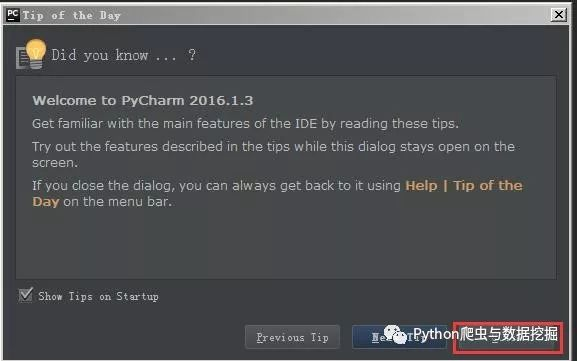 PC Tip of the Day
Did you know ... ?
Welcome to PyCharm 2016.1.3
Get familiar with the main features of the IDE by reading these tips.
Try out the features described in the tips while this dialog stays open on the
screen.
If you close the dialog, you can always get back to it using Help | Tip of the
Day on the menu bar.
Show Tips on Startup
Previous Tip
Python爬虫与数据挖掘